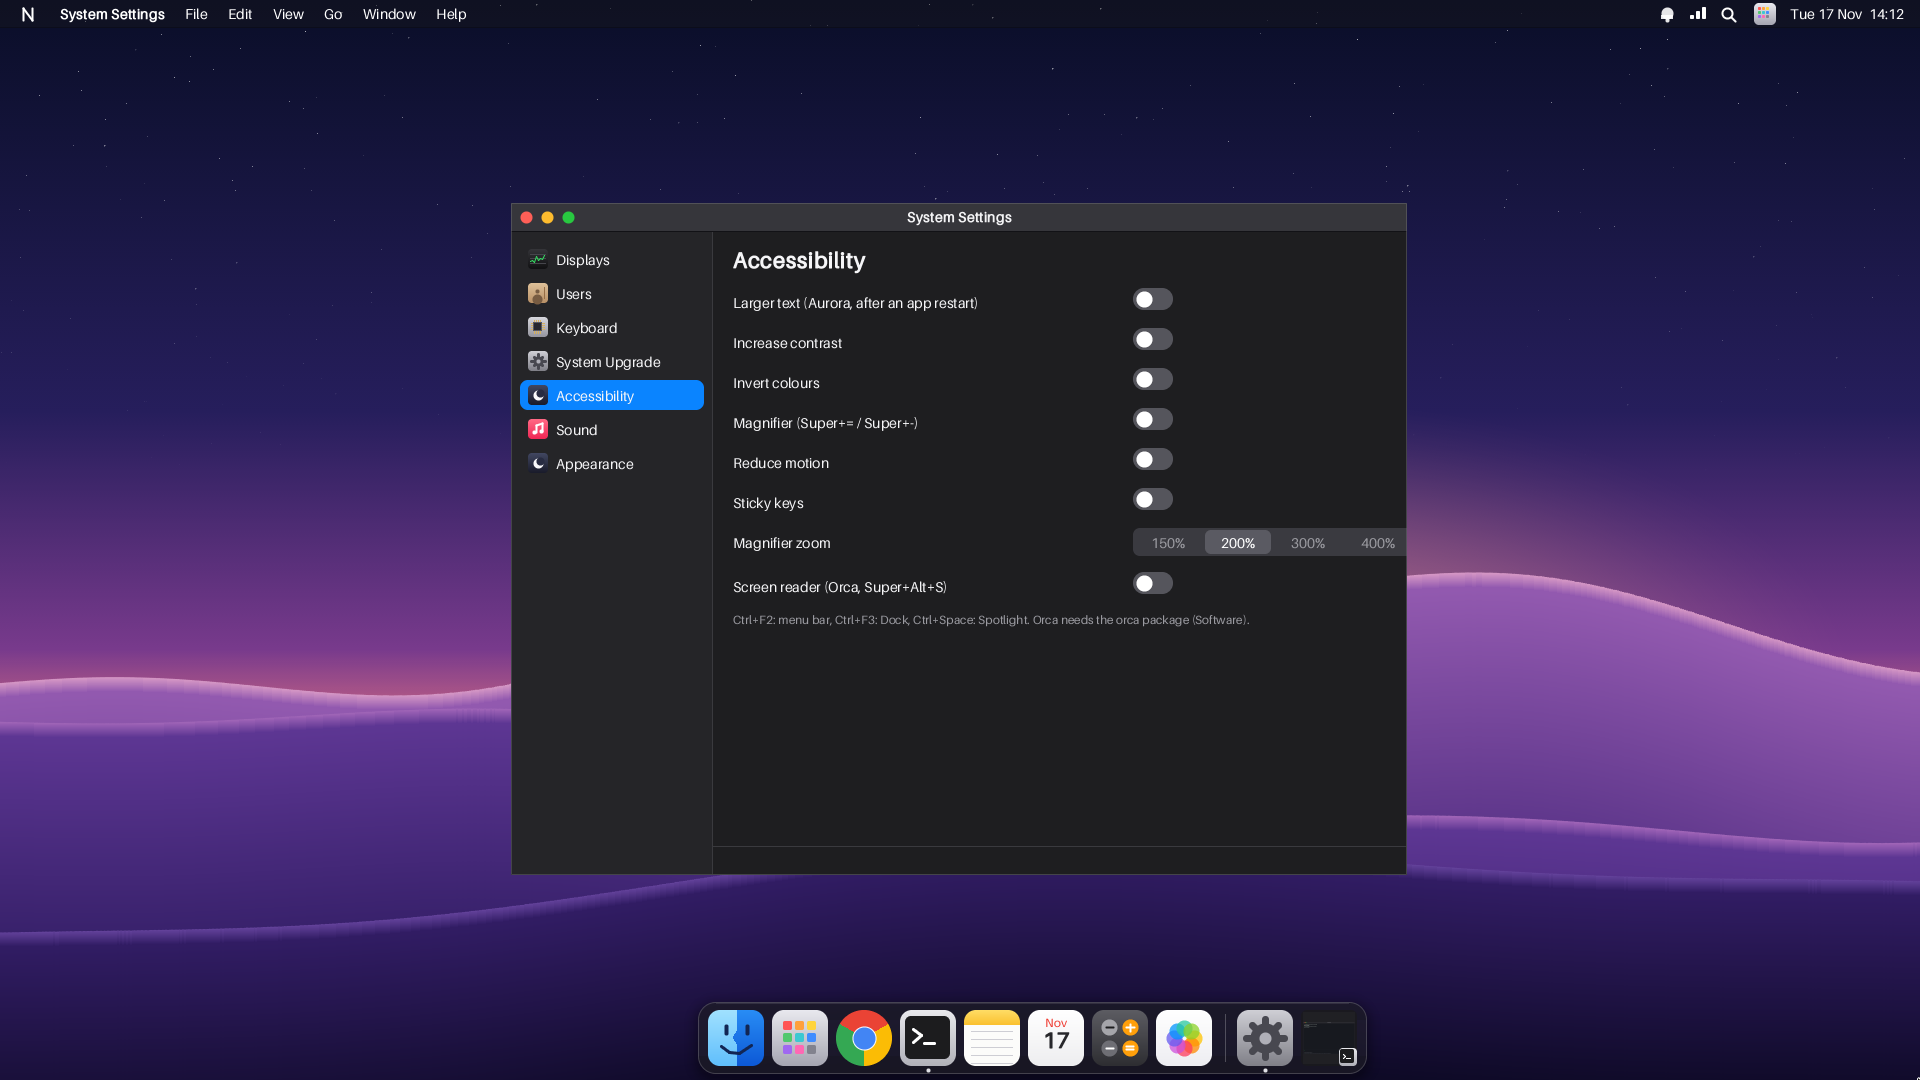 N System Settings File Edit View Go Window Help Tue 17 Nov 14:12
System Settings
Displays
Users
Keyboard
System Upgrade
Accessibility
Sound
Appearance
Accessibility
Larger text (Aurora, after an app restart)
Increase contrast
Invert colours
Magnifier (Super+= / Super+-)
Reduce motion
Sticky keys
Magnifier zoom 150% 200% 300% 400%
Screen reader (Orca, Super+Alt+S)
Ctrl+F2: menu bar, Ctrl+F3: Dock, Ctrl+Space: Spotlight. Orca needs the orca package (Software).
Nov
17